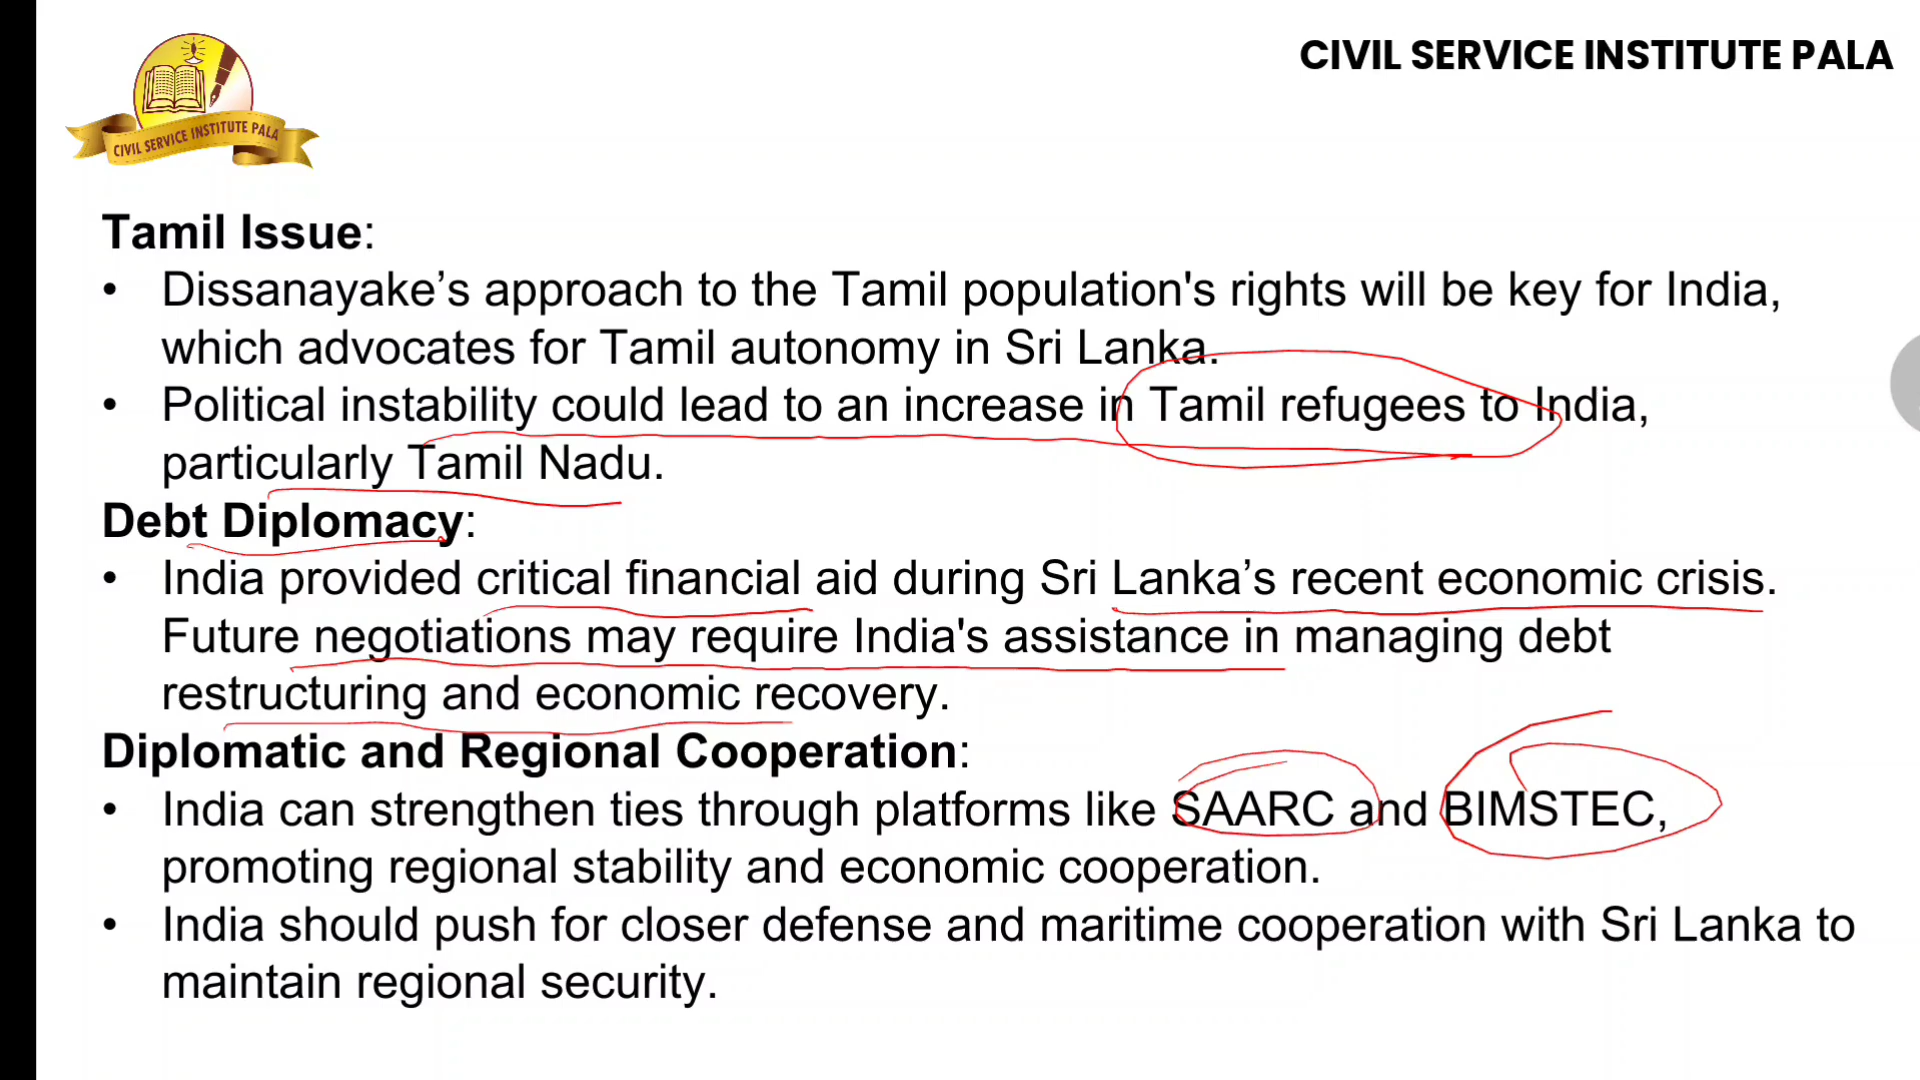 CIVIL SERVICE INSTITUTE PALA
CIVIL SERVICE INSTITUTE PALA
Tamil Issue:
• Dissanayake’s approach to the Tamil population's rights will be key for India,
which advocates for Tamil autonomy in Sri Lanka.
• Political instability could lead to an increase in Tamil refugees to India,
particularly Tamil Nadu.
Debt Diplomacy:
• India provided critical financial aid during Sri Lanka’s recent economic crisis.
Future negotiations may require India's assistance in managing debt
restructuring and economic recovery.
Diplomatic and Regional Cooperation:
• India can strengthen ties through platforms like SAARC and BIMSTEC,
promoting regional stability and economic cooperation.
• India should push for closer defense and maritime cooperation with Sri Lanka to
maintain regional security.